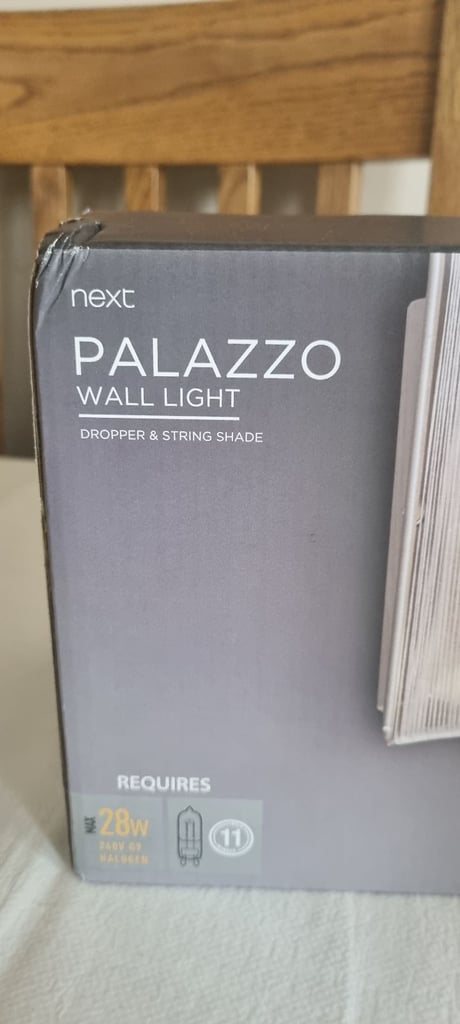 next
PALAZZO
WALL LIGHT
DROPPER & STRING SHADE
REQUIRES
MAX 28W
240V G9
HALOGEN
11